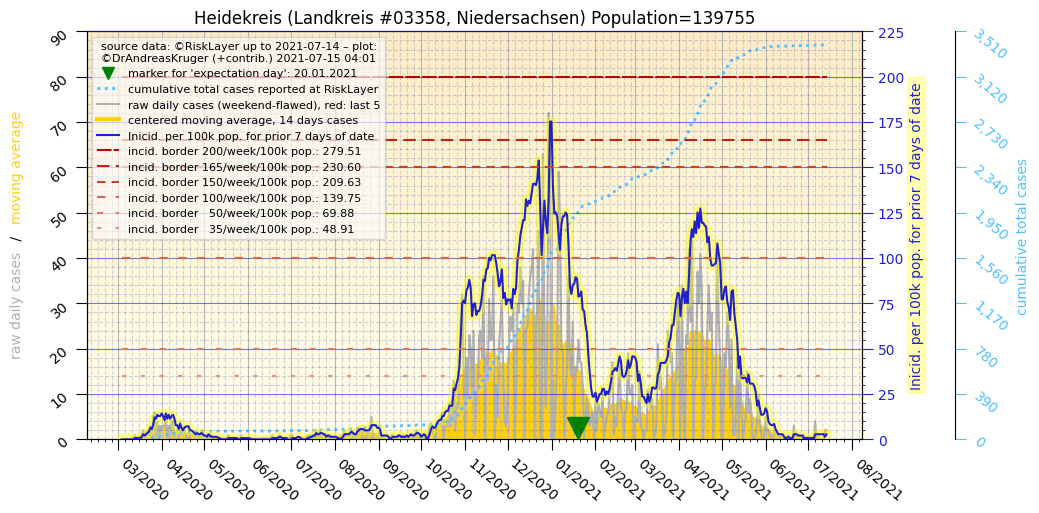 Heidekreis (Landkreis #03358, Niedersachsen) Population=139755
source data: ©RiskLayer up to 2021-07-14 – plot:
©DrAndreasKruger (+contrib.) 2021-07-15 04:01
marker for 'expectation day': 20.01.2021
cumulative total cases reported at RiskLayer
raw daily cases (weekend-flawed), red: last 5
centered moving average, 14 days cases
Inicid. per 100k pop. for prior 7 days of date
incid. border 200/week/100k pop.: 279.51
incid. border 165/week/100k pop.: 230.60
incid. border 150/week/100k pop.: 209.63
incid. border 100/week/100k pop.: 139.75
incid. border 50/week/100k pop.: 69.88
incid. border 35/week/100k pop.: 48.91
raw daily cases / moving average
90
80
70
60
50
40
30
20
10
0
225
200
175
150
125
100
75
50
25
0
Inicid. per 100k pop. for prior 7 days of date
3,510
3,120
2,730
2,340
1,950
1,560
1,170
780
390
0
cumulative total cases
03/2020
04/2020
05/2020
06/2020
07/2020
08/2020
09/2020
10/2020
11/2020
12/2020
01/2021
02/2021
03/2021
04/2021
05/2021
06/2021
07/2021
08/2021